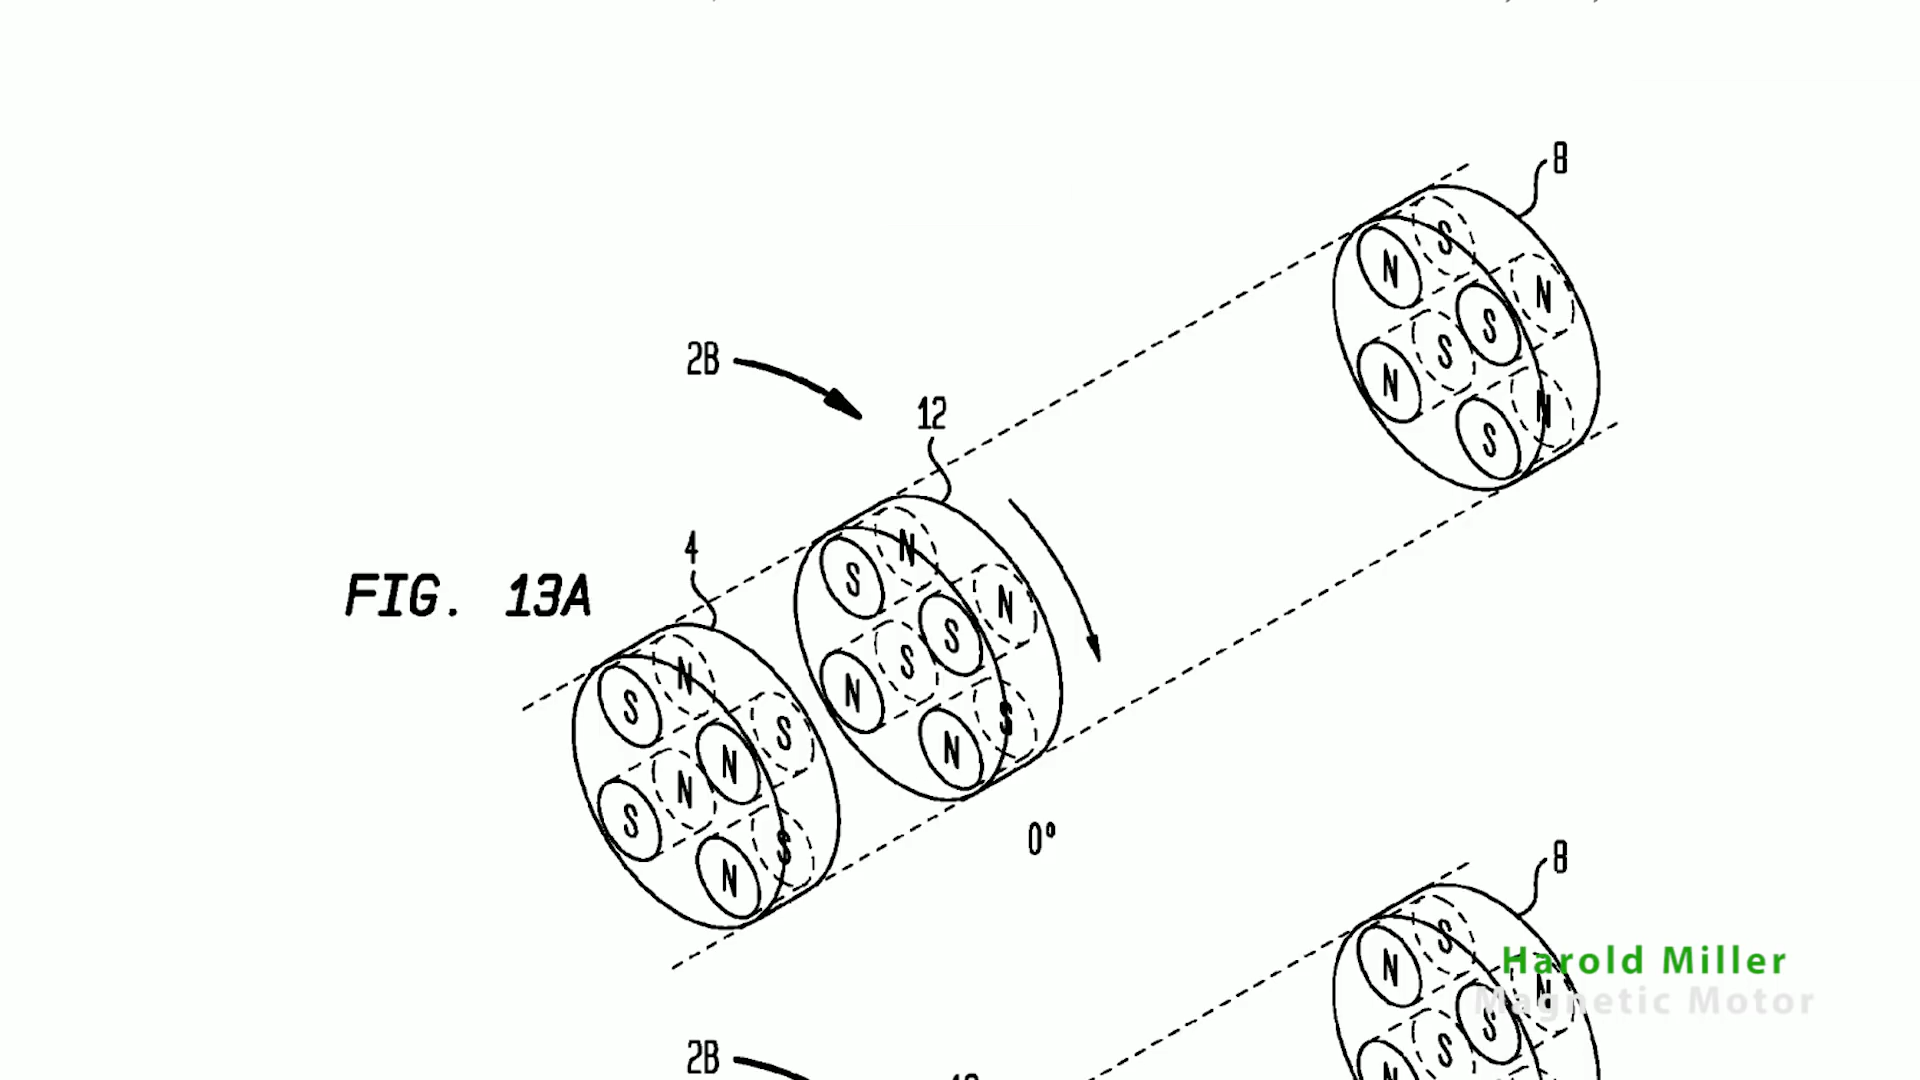 8
N S
S N
N S
S N
2B
12
S N
S N
N S
N S
4
FIG. 13A
S N
N S
S N
N S
0°
8
N S
S N
S
N
2B
Harold Miller
Magnetic Motor